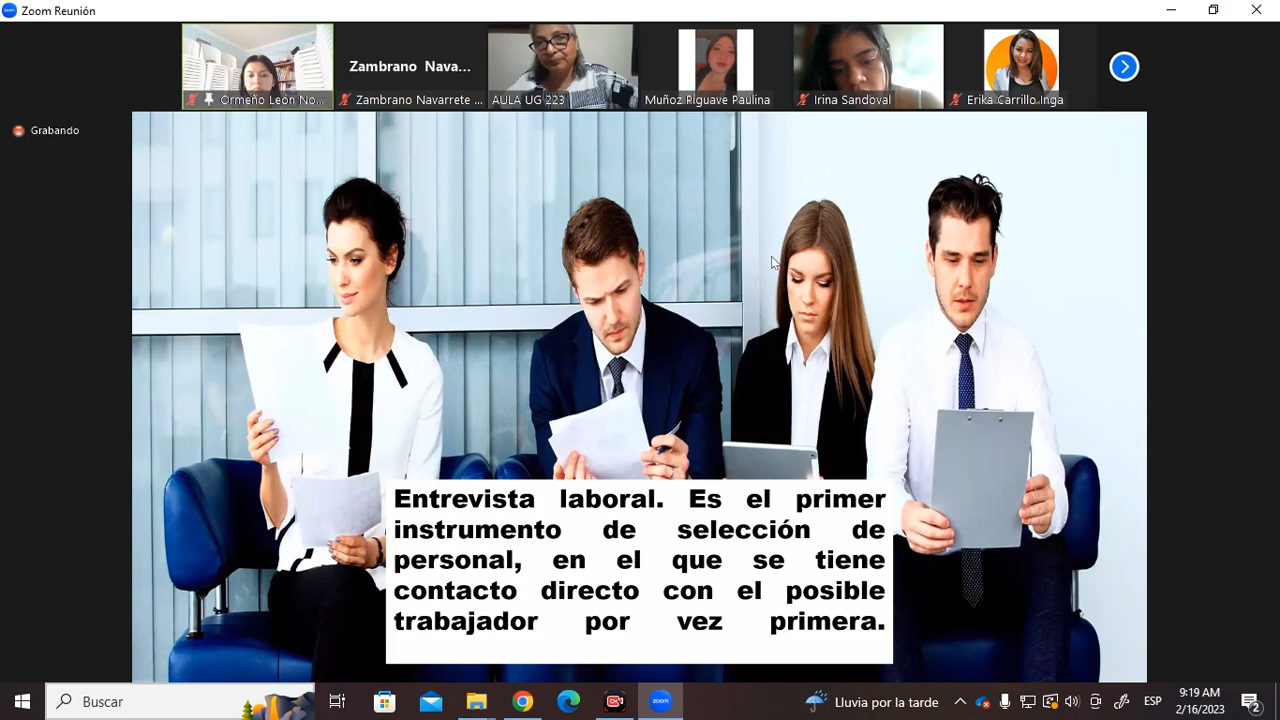 Zoom Reunión
Zambrano Nava...
Ormeño León No...
Zambrano Navarrete ...
AULA UG 223
Muñoz Piguave Paulina
Irina Sandoval
Erika Carrillo Inga
Grabando
Entrevista laboral. Es el primer
instrumento de selección de
personal, en el que se tiene
contacto directo con el posible
trabajador por vez primera.
Buscar
zoom
Lluvia por la tarde
ESP
9:19 AM
2/16/2023
2